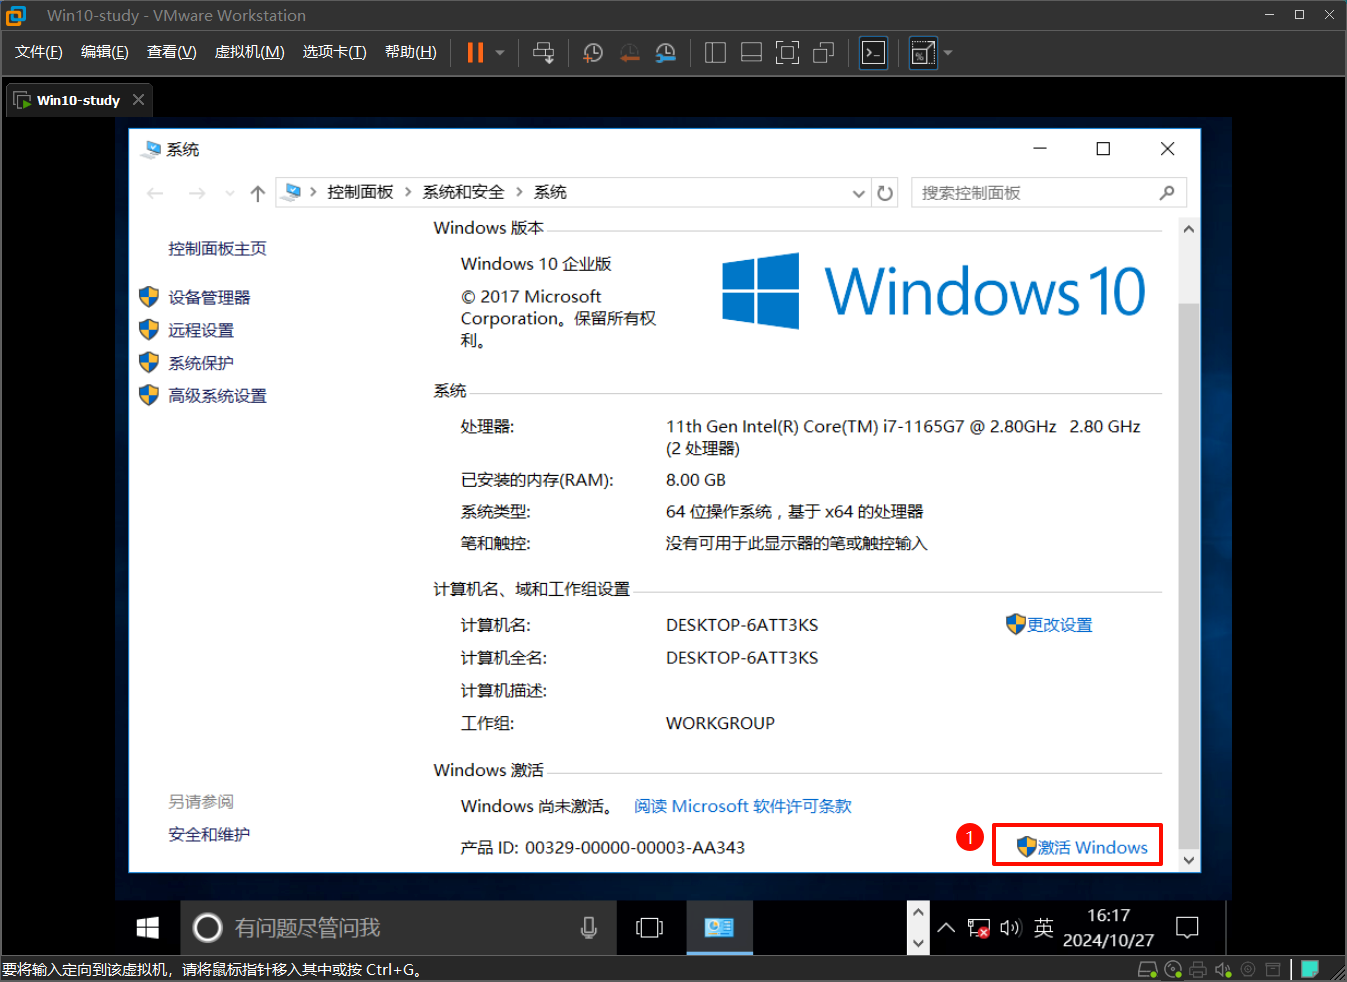 Win10-study - VMware Workstation
文件(F) 编辑(E) 查看(V) 虚拟机(M) 选项卡(T) 帮助(H)
Win10-study
系统
控制面板 系统和安全 系统
搜索控制面板
控制面板主页
设备管理器
远程设置
系统保护
高级系统设置
另请参阅
安全和维护
Windows 版本
Windows 10 企业版
© 2017 Microsoft
Corporation。保留所有权
利。
Windows 10
系统
处理器: 11th Gen Intel(R) Core(TM) i7-1165G7 @ 2.80GHz 2.80 GHz
(2 处理器)
已安装的内存(RAM): 8.00 GB
系统类型: 64 位操作系统，基于 x64 的处理器
笔和触控: 没有可用于此显示器的笔或触控输入
计算机名、域和工作组设置
计算机名: DESKTOP-6ATT3KS 更改设置
计算机全名: DESKTOP-6ATT3KS
计算机描述:
工作组: WORKGROUP
Windows 激活
Windows 尚未激活。 阅读 Microsoft 软件许可条款
产品 ID: 00329-00000-00003-AA343 1 激活 Windows
有问题尽管问我
英
16:17
2024/10/27
要将输入定向到该虚拟机，请将鼠标指针移入其中或按 Ctrl+G。